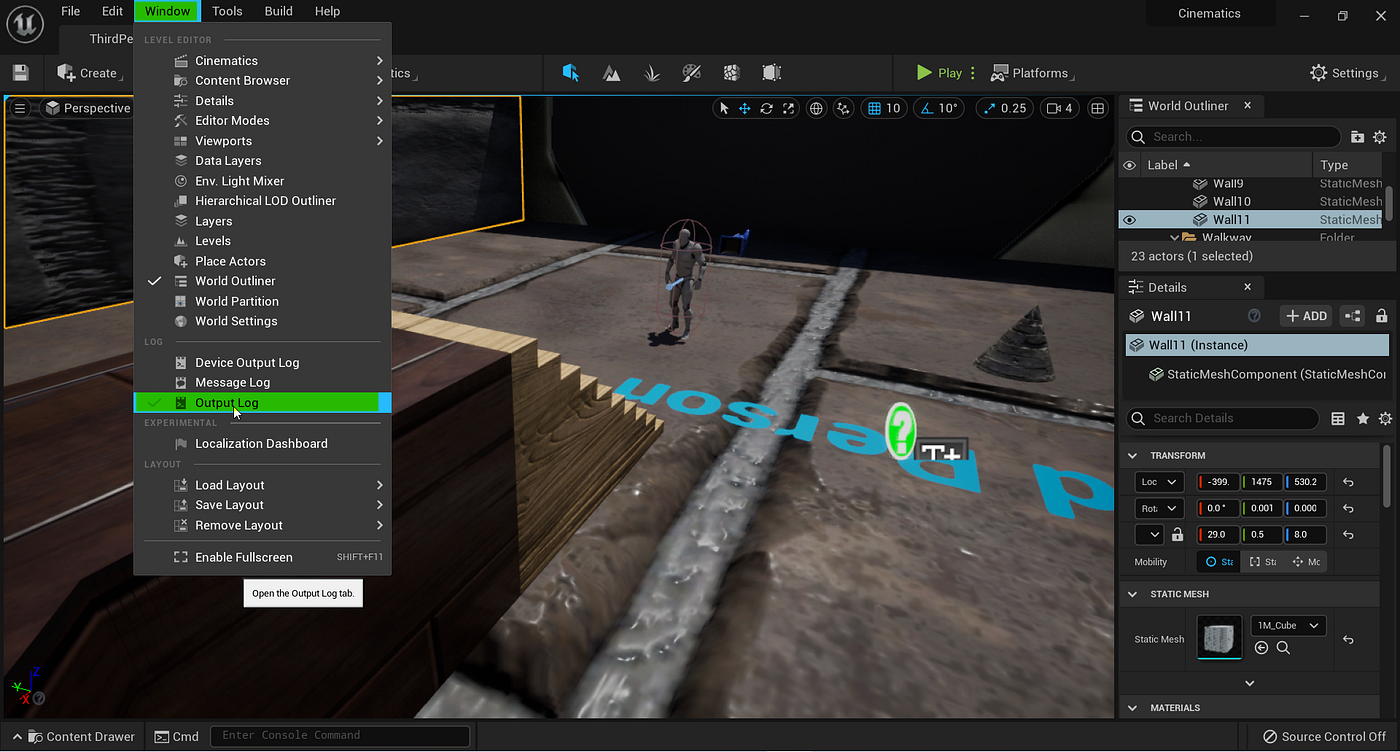 File Edit Window Tools Build Help
Cinematics
ThirdPe
Create
tics
Play
Platforms
Settings
Perspective
10
10°
0.25
4
LEVEL EDITOR
Cinematics
Content Browser
Details
Editor Modes
Viewports
Data Layers
Env. Light Mixer
Hierarchical LOD Outliner
Layers
Levels
Place Actors
World Outliner
World Partition
World Settings
LOG
Device Output Log
Message Log
Output Log
EXPERIMENTAL
Localization Dashboard
LAYOUT
Load Layout
Save Layout
Remove Layout
Enable Fullscreen SHIFT+F11
Open the Output Log tab.
d Person
?
T+
Z
Y
X
?
World Outliner
Search...
Label Type
Wall9 StaticMesh
Wall10 StaticMesh
Wall11 StaticMesh
Walkway Folder
23 actors (1 selected)
Details
Wall11
?
+ ADD
Wall11 (Instance)
StaticMeshComponent (StaticMeshCor
Search Details
TRANSFORM
Loc -399. 1475 530.2
Rota 0.0 ° 0.001 0.000
29.0 0.5 8.0
Mobility Sta Sta Mo
STATIC MESH
Static Mesh
1M_Cube
MATERIALS
Content Drawer
Cmd
Enter Console Command
Source Control Off